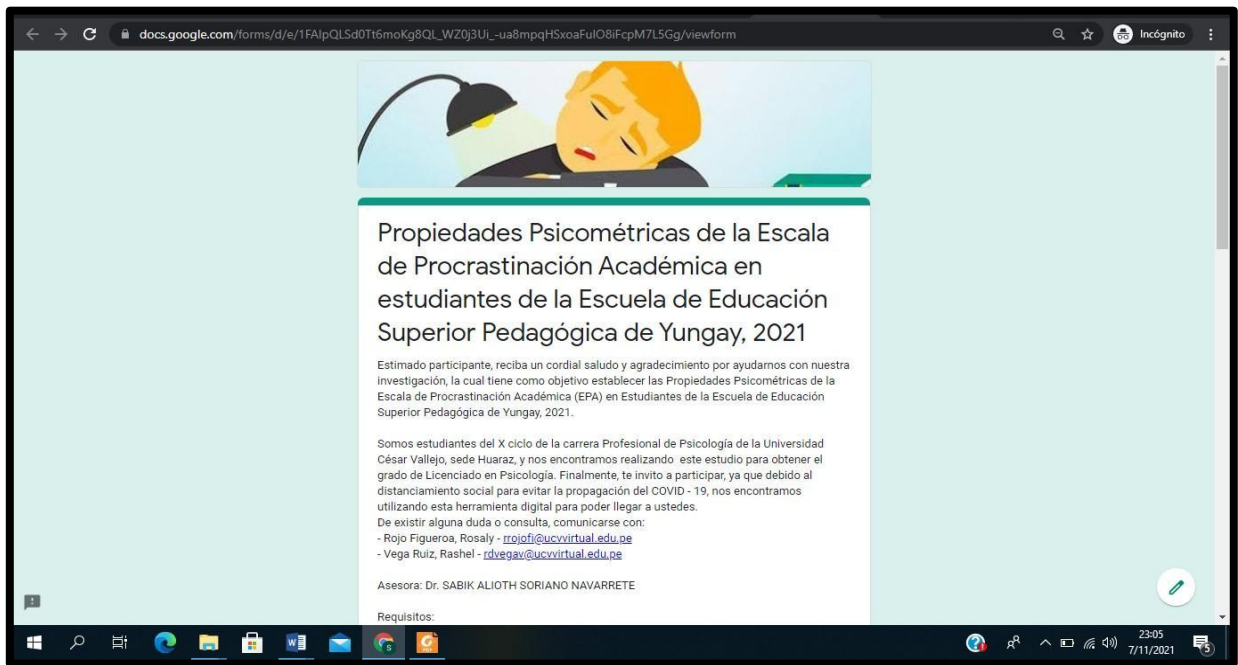 docs.google.com/forms/d/e/1FAIpQLSd0Tt6moKg8QL_WZ0j3Ui_-ua8mpqHSxoaFulO8iFcpM7L5Gg/viewform
Incógnito
Propiedades Psicométricas de la Escala
de Procrastinación Académica en
estudiantes de la Escuela de Educación
Superior Pedagógica de Yungay, 2021
Estimado participante, reciba un cordial saludo y agradecimiento por ayudarnos con nuestra
investigación, la cual tiene como objetivo establecer las Propiedades Psicométricas de la
Escala de Procrastinación Académica (EPA) en Estudiantes de la Escuela de Educación
Superior Pedagógica de Yungay, 2021.
Somos estudiantes del X ciclo de la carrera Profesional de Psicología de la Universidad
César Vallejo, sede Huaraz, y nos encontramos realizando este estudio para obtener el
grado de Licenciado en Psicología. Finalmente, te invito a participar, ya que debido al
distanciamiento social para evitar la propagación del COVID - 19, nos encontramos
utilizando esta herramienta digital para poder llegar a ustedes.
De existir alguna duda o consulta, comunicarse con:
- Rojo Figueroa, Rosaly - rrojofi@ucvvirtual.edu.pe
- Vega Ruiz, Rashel - rdvegav@ucvvirtual.edu.pe
Asesora: Dr. SABIK ALIOTH SORIANO NAVARRETE
Requisitos:
23:05
7/11/2021